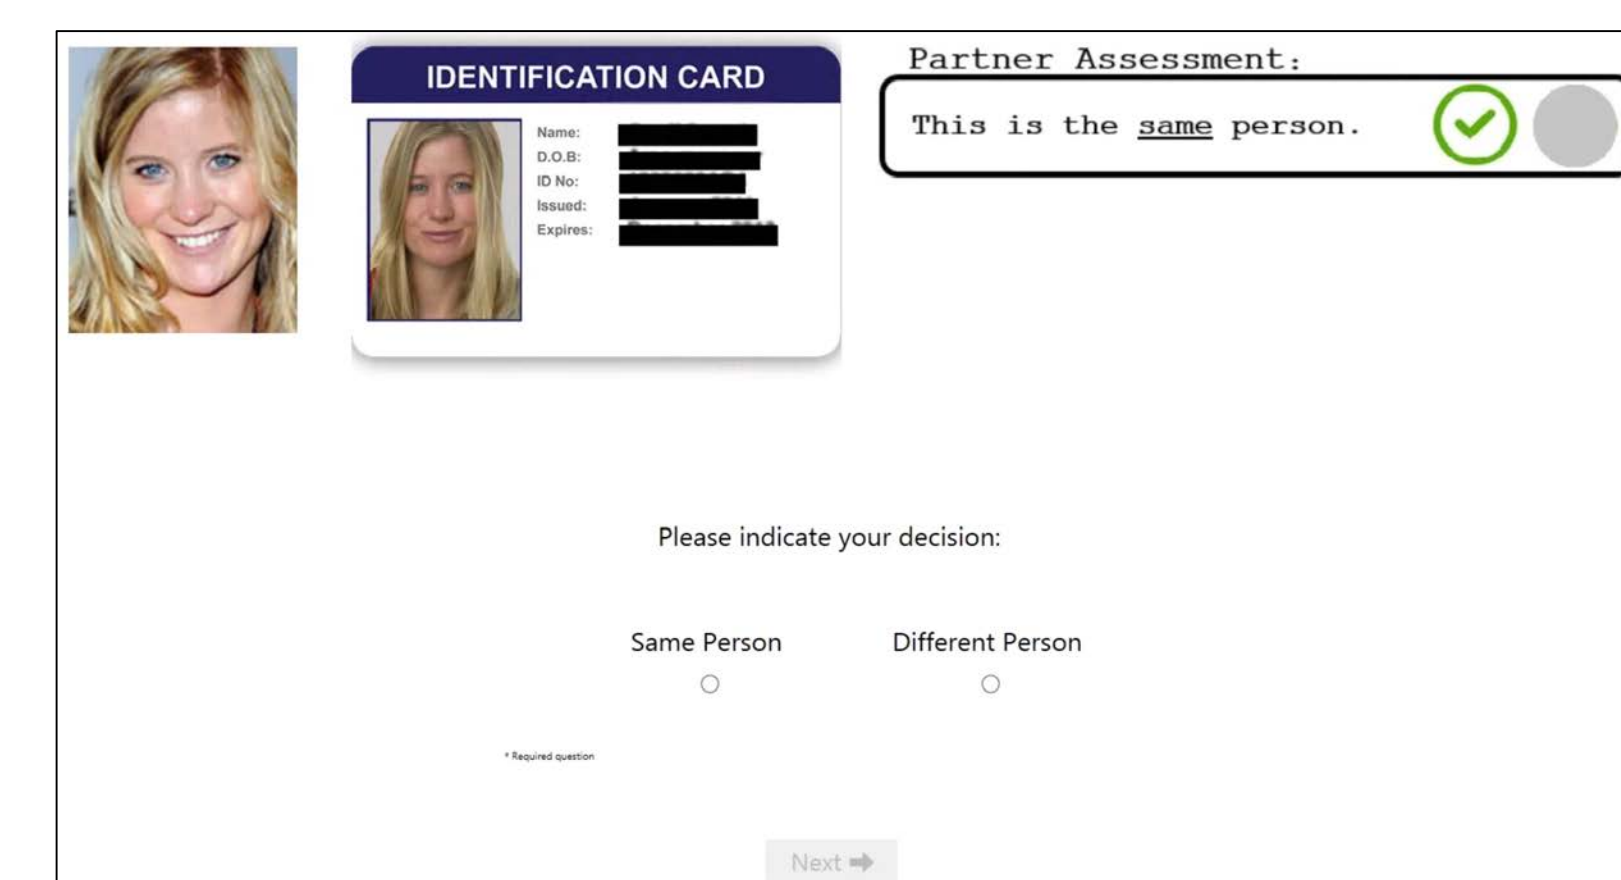 IDENTIFICATION CARD
Name:
D.O.B:
ID No:
Issued:
Expires:
Partner Assessment:
This is the same person.
Please indicate your decision:
Same Person
Different Person
* Required question
Next